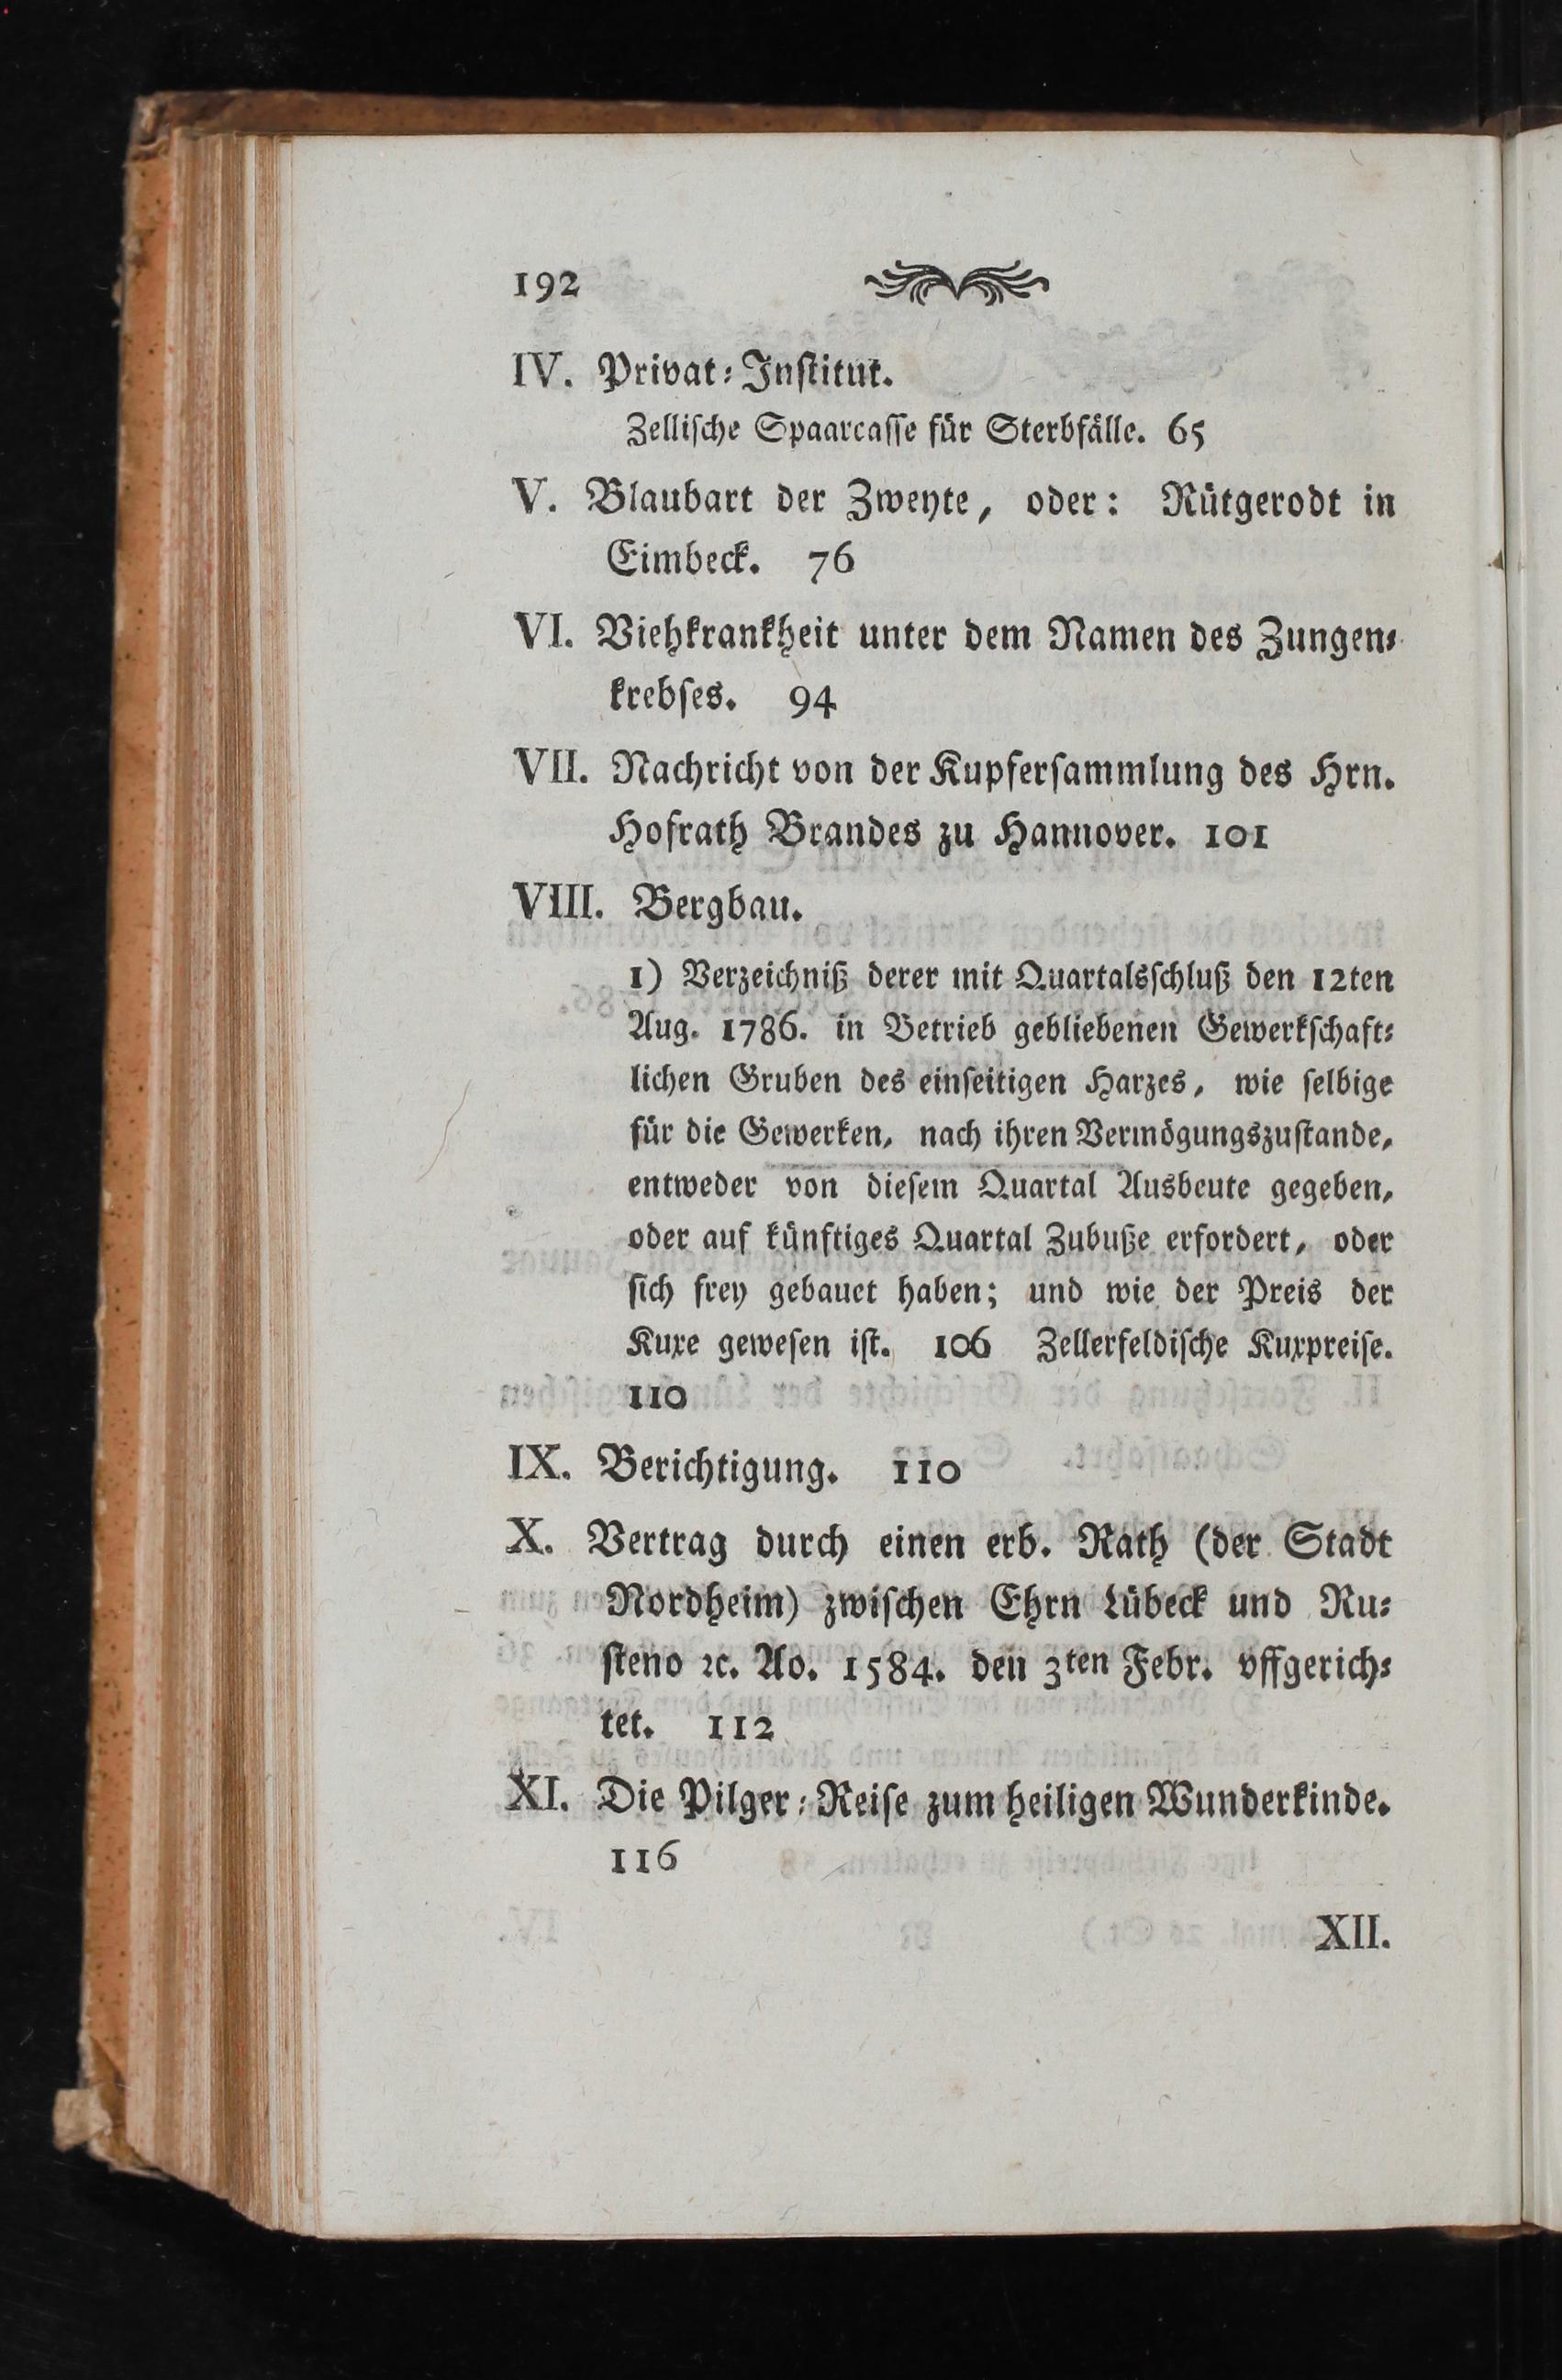 192
IV. Privat-Institut.
Zellische Spaarcasse für Sterbfälle. 65
V. Blaubart der Zweyte, oder: Rütgerodt in
Eimbeck. 76
VI. Viehkrankheit unter dem Namen des Zungen-
krebses. 94
VII. Nachricht von der Kupfersammlung des Hrn.
Hofrath Brandes zu Hannover. 101
VIII. Bergbau.
1) Verzeichniß derer mit Quartalsschluß den 12ten
Aug. 1786. in Betrieb gebliebenen Gewerkschaft-
lichen Gruben des einseitigen Harzes, wie selbige
für die Gewerken, nach ihren Vermögungszustande,
entweder von diesem Quartal Ausbeute gegeben,
oder auf künftiges Quartal Zubuße erfordert, oder
sich frey gebauet haben; und wie der Preis der
Kuxe gewesen ist. 106 Zellerfeldische Kuxpreise.
110
IX. Berichtigung. 110
X. Vertrag durch einen erb. Rath (der Stadt
Nordheim) zwischen Ehrn Lübeck und Ru-
steno ꝛc. Ao. 1584. den 3ten Febr. vffgerich-
tet. 112
XI. Die Pilger-Reise zum heiligen Wunderkinde.
116
XII.